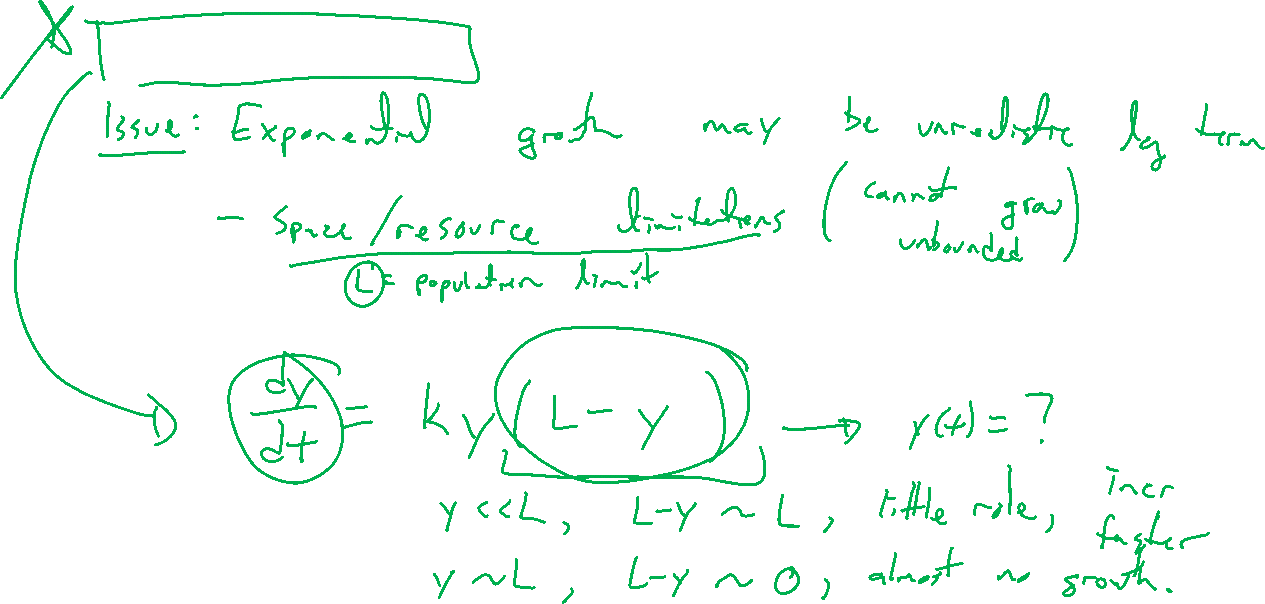 Issue: Exponential growth may be unrealistic long term
- Space/resource limitations (cannot grow unbounded)
L = population limit
dy/dt = ky(L-y) → y(t) = ?
y << L, L-y ~ L, little role, incr faster
y ~ L, L-y ~ 0, almost no growth.